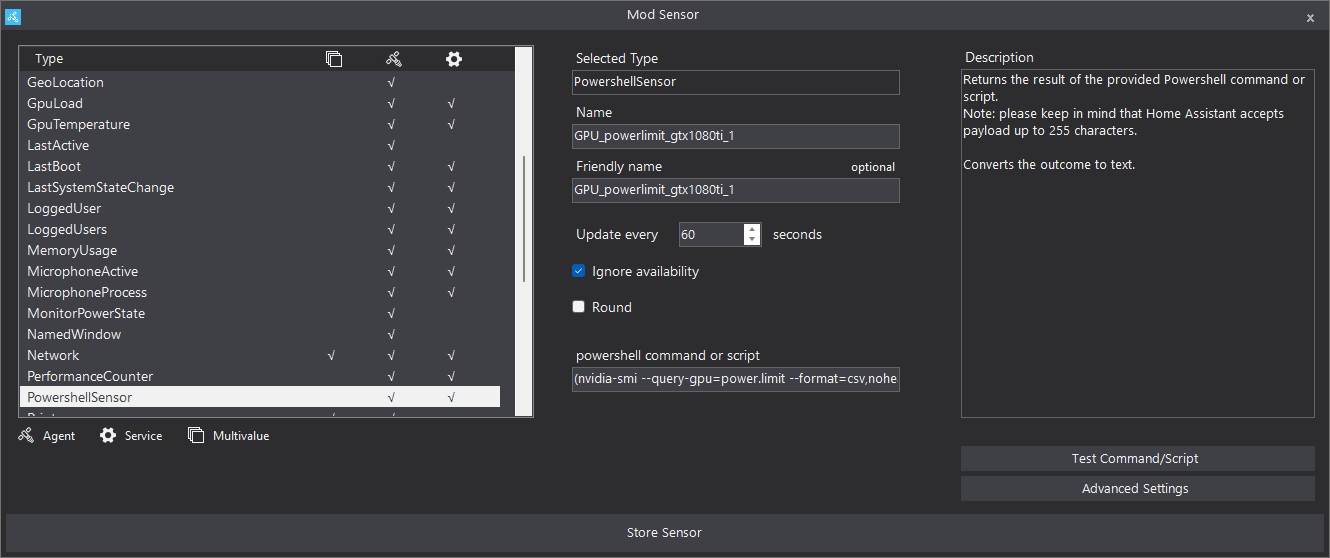 Mod Sensor
x
Type
GeoLocation √
GpuLoad √ √
GpuTemperature √ √
LastActive √
LastBoot √ √
LastSystemStateChange √ √
LoggedUser √ √
LoggedUsers √ √
MemoryUsage √ √
MicrophoneActive √ √
MicrophoneProcess √ √
MonitorPowerState √
NamedWindow √
Network √ √ √
PerformanceCounter √ √
PowershellSensor √ √
Agent Service Multivalue
Selected Type
PowershellSensor
Name
GPU_powerlimit_gtx1080ti_1
Friendly name optional
GPU_powerlimit_gtx1080ti_1
Update every 60 seconds
Ignore availability
Round
powershell command or script
(nvidia-smi --query-gpu=power.limit --format=csv,nohe
Description
Returns the result of the provided Powershell command or
script.
Note: please keep in mind that Home Assistant accepts
payload up to 255 characters.
Converts the outcome to text.
Test Command/Script
Advanced Settings
Store Sensor